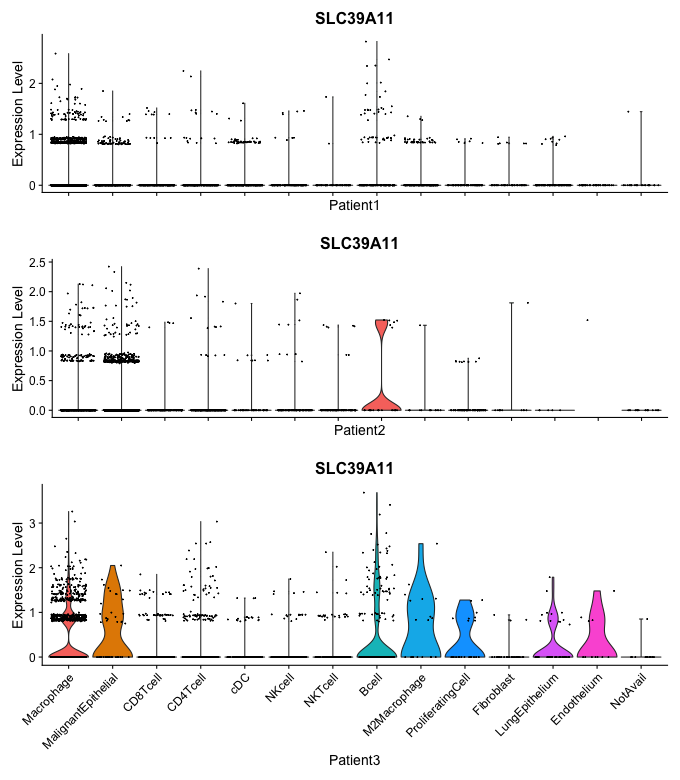 SLC39A11
Expression Level
2
1
0
Patient1
SLC39A11
Expression Level
2.5
2.0
1.5
1.0
0.5
0.0
Patient2
SLC39A11
Expression Level
3
2
1
0
Macrophage
MalignantEpithelial
CD8Tcell
CD4Tcell
cDC
NKcell
NKTcell
Bcell
M2Macrophage
ProliferatingCell
Fibroblast
LungEpithelium
Endothelium
NotAvail
Patient3